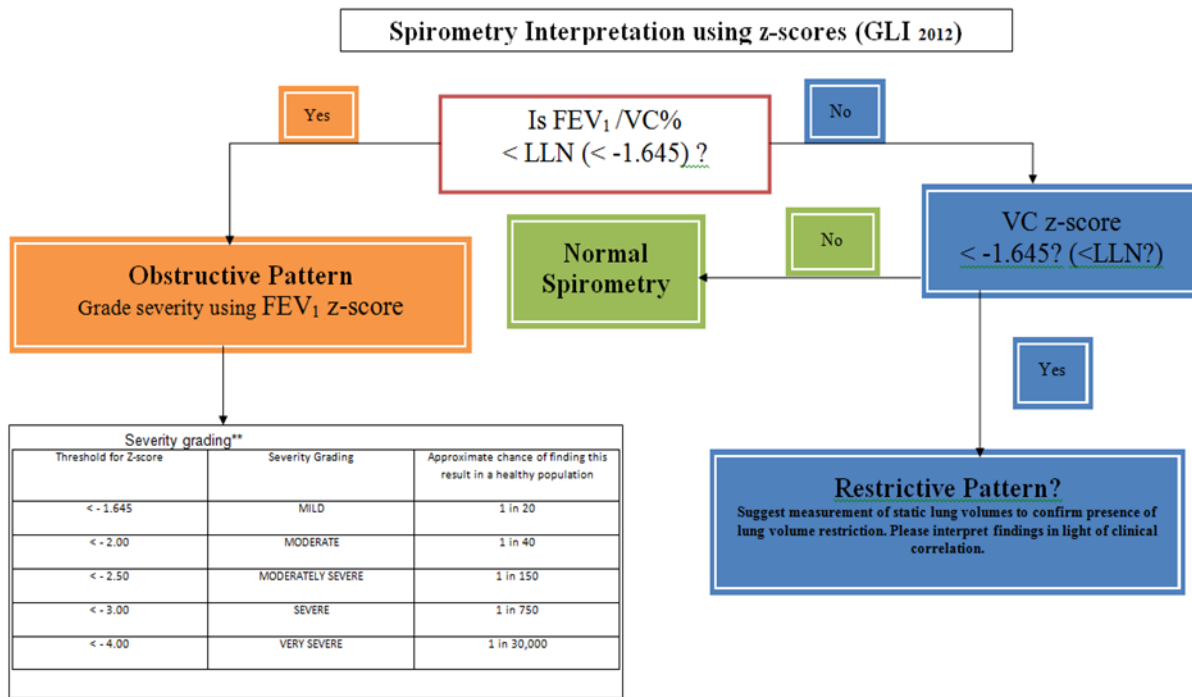 Spirometry Interpretation using z-scores (GLI 2012)
Yes
Is FEV₁ /VC%
< LLN (< -1.645) ?
No
Obstructive Pattern
Grade severity using FEV₁ z-score
Normal
Spirometry
No
VC z-score
< -1.645? (<LLN?)
Yes
Severity grading**
Threshold for Z-score Severity Grading Approximate chance of finding this
result in a healthy population
< - 1.645 MILD 1 in 20
< - 2.00 MODERATE 1 in 40
< - 2.50 MODERATELY SEVERE 1 in 150
< - 3.00 SEVERE 1 in 750
< - 4.00 VERY SEVERE 1 in 30,000
Restrictive Pattern?
Suggest measurement of static lung volumes to confirm presence of
lung volume restriction. Please interpret findings in light of clinical
correlation.